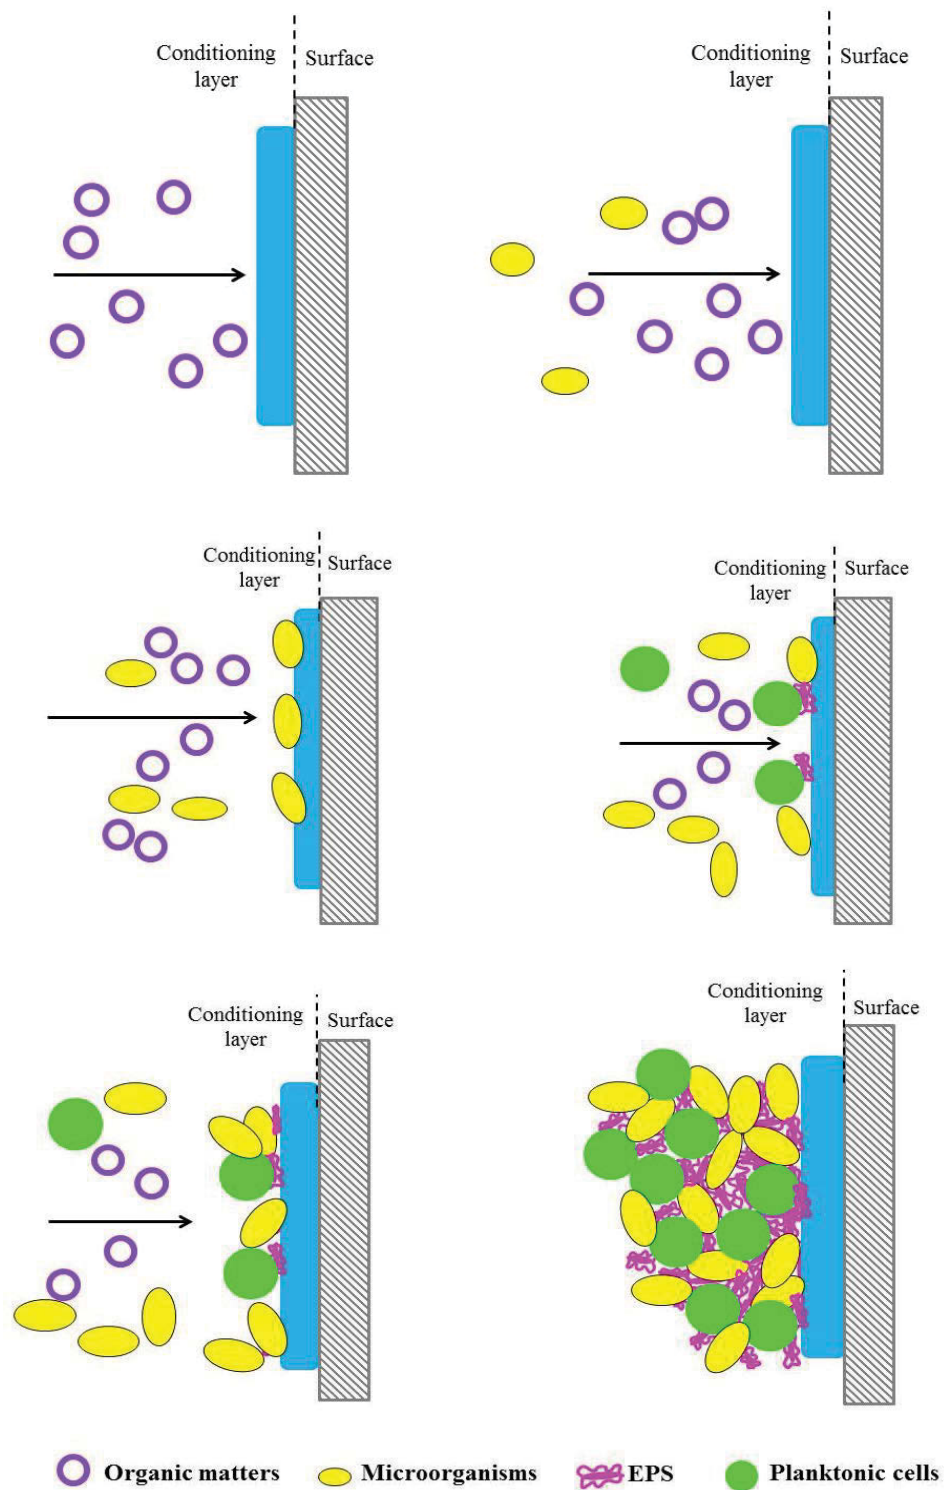 Conditioning
layer
Surface
Conditioning
layer
Surface
Conditioning
layer
Surface
Conditioning
layer
Surface
Conditioning
layer
Surface
Conditioning
layer
Surface
Organic matters
Microorganisms
EPS
Planktonic cells